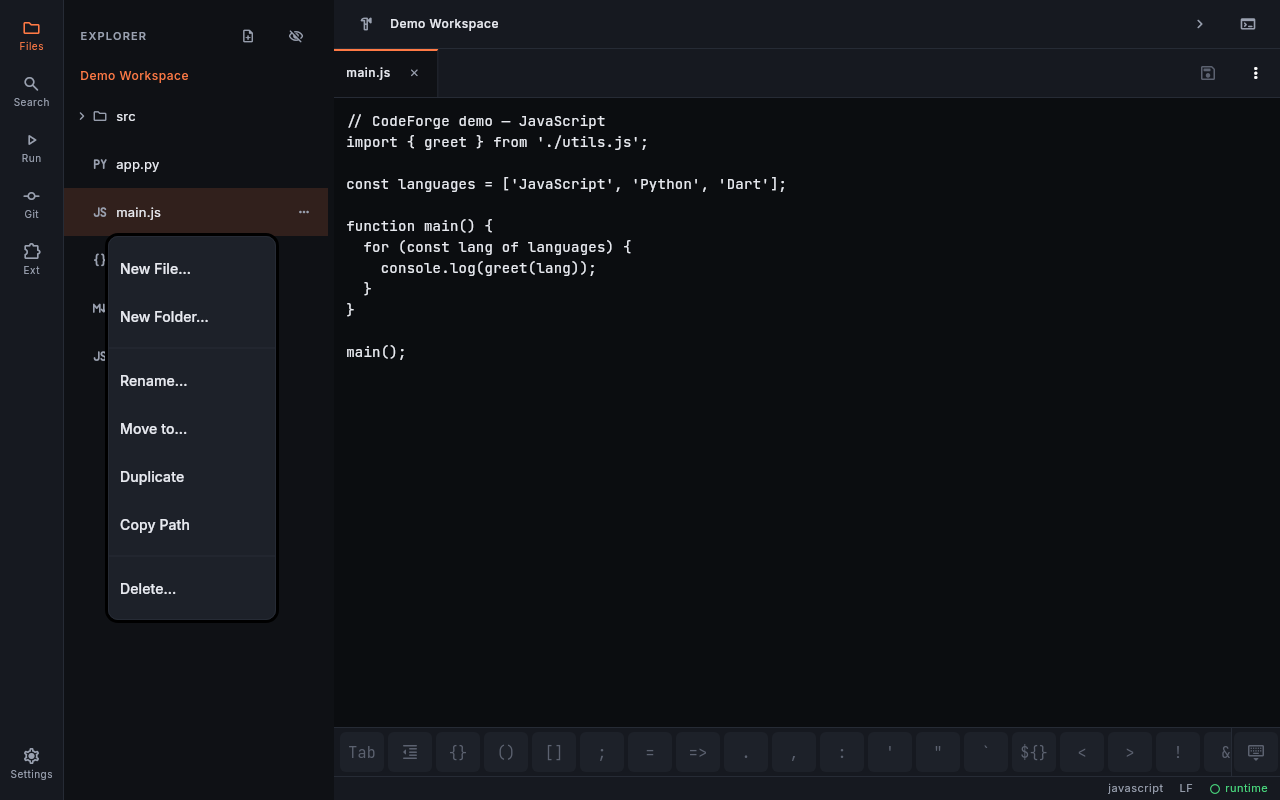 Files
Search
Run
Git
Ext
Settings
EXPLORER
Demo Workspace
src
PY app.py
JS main.js
{}
JS
New File...
New Folder...
Rename...
Move to...
Duplicate
Copy Path
Delete...
Demo Workspace
main.js
// CodeForge demo — JavaScript
import { greet } from './utils.js';
const languages = ['JavaScript', 'Python', 'Dart'];
function main() {
  for (const lang of languages) {
    console.log(greet(lang));
  }
}
main();
Tab {} () [] ; = => . , : ' " ` ${} < > ! &
javascript LF runtime